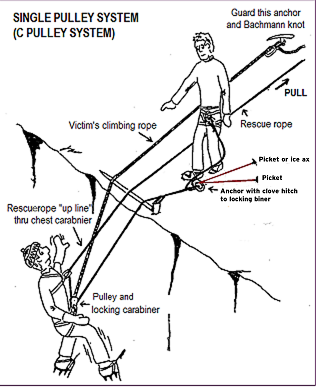 SINGLE PULLEY SYSTEM
(C PULLEY SYSTEM)
Guard this anchor
and Bachmann knot
PULL
Victim's climbing rope
Rescue rope
Picket or ice ax
Picket
Anchor with clove hitch
to locking biner
Rescuerope "up line"
thru chest carabnier
Pulley and
locking carabiner